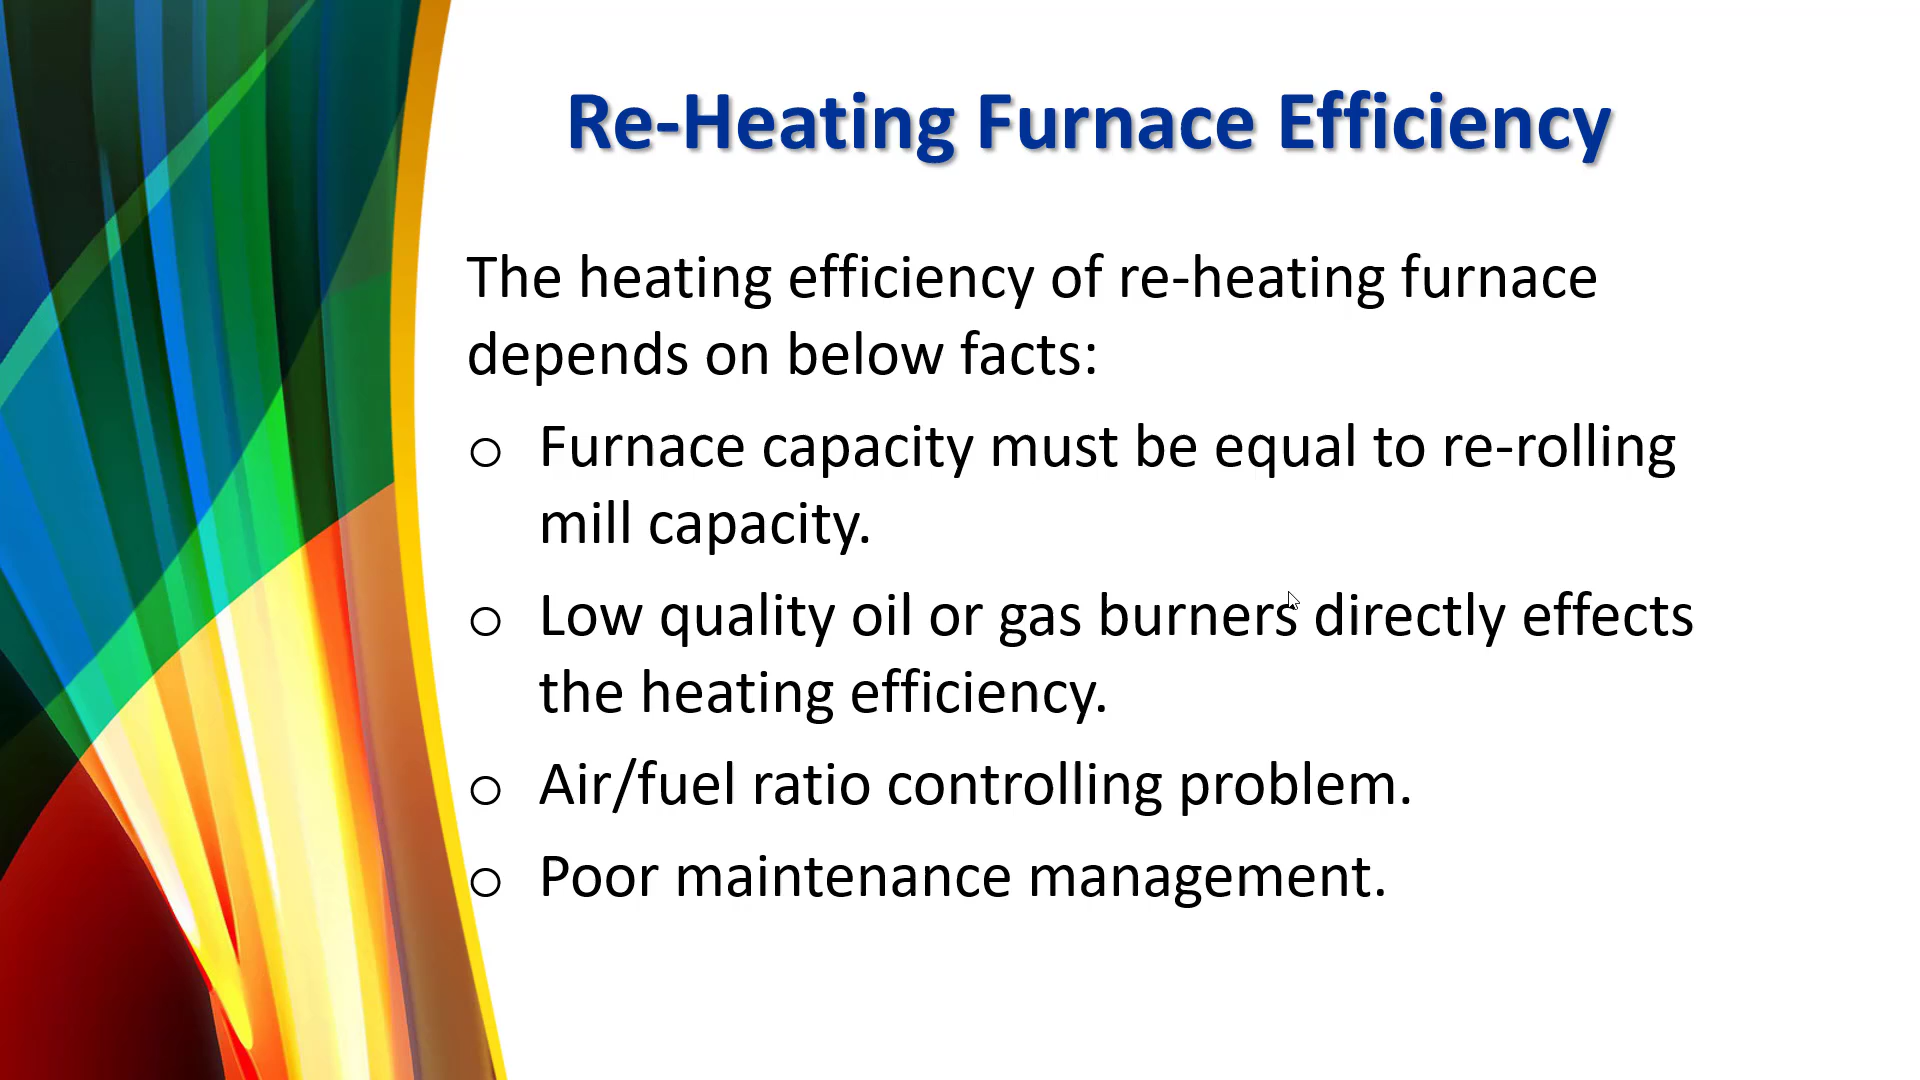 Re-Heating Furnace Efficiency
The heating efficiency of re-heating furnace
depends on below facts:
o Furnace capacity must be equal to re-rolling
mill capacity.
o Low quality oil or gas burners directly effects
the heating efficiency.
o Air/fuel ratio controlling problem.
o Poor maintenance management.